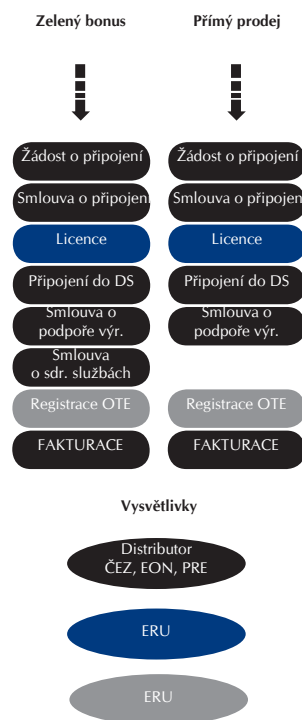 Zelený bonus
Přímý prodej
Žádost o připojení
Žádost o připojení
Smlouva o připojení
Smlouva o připojení
Licence
Licence
Připojení do DS
Připojení do DS
Smlouva o
podpoře výr.
Smlouva o
podpoře výr.
Smlouva
o sdr. službách
Registrace OTE
Registrace OTE
FAKTURACE
FAKTURACE
Vysvětlivky
Distributor
ČEZ, EON, PRE
ERU
ERU